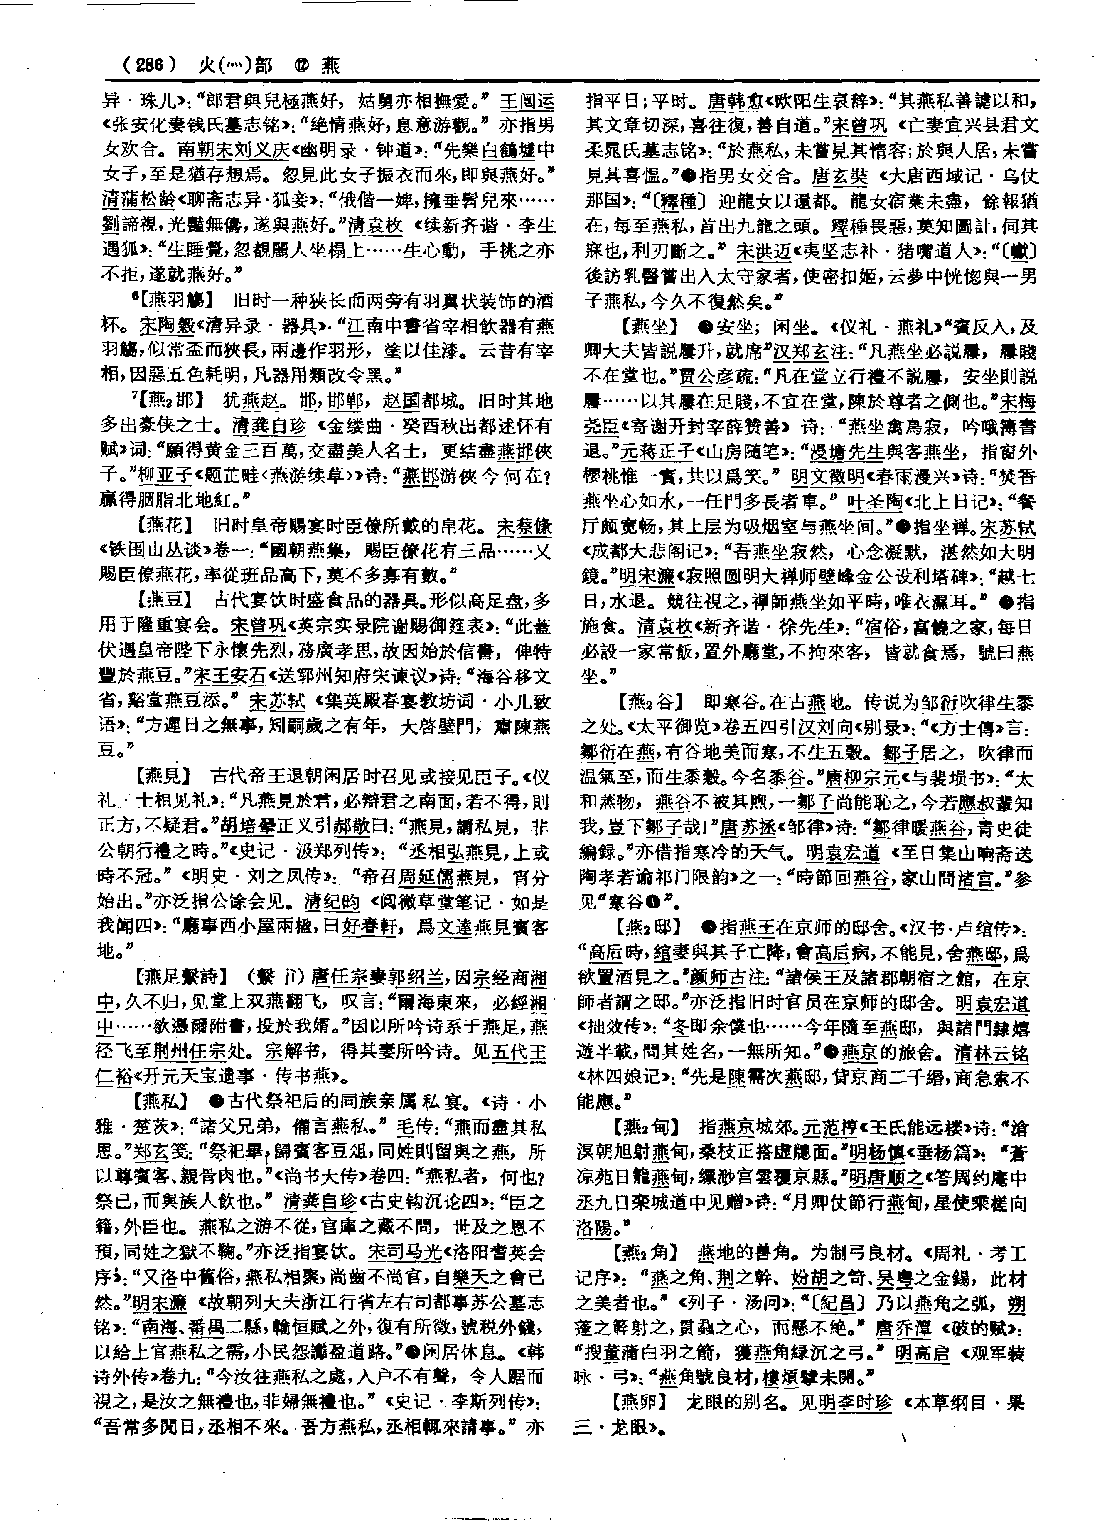 （286） 火(灬)部 ⑫ 燕
异·珠儿》：“郎君與兒極燕好，姑舅亦相撫愛。”王闿运
《张安化妻钱氏墓志铭》：“绝情燕好，息意游觀。”亦指男
女欢合。南朝宋刘义庆《幽明录·钟道》：“先樂白鶴墟中
女子，至是猶存想焉。忽見此女子振衣而來，即與燕好。”
清蒲松龄《聊斋志异·狐妾》：“俄偕一婢，擁垂髫兒來……
劉諦視，光豔無儔，遂與燕好。”清袁枚《续新齐谐·李生
遇狐》：“生睡覺，忽覩麗人坐榻上……生心動，手挑之亦
不拒，遂就燕好。”
⁶【燕羽觴】 旧时一种狭长而两旁有羽翼状装饰的酒
杯。宋陶穀《清异录·器具》：“江南中書省宰相飲器有燕
羽觴，似常盃而狹長，兩邊作羽形，塗以佳漆。云昔有宰
相，因惡五色耗明，凡器用類改令黑。”
⁷【燕₂邯】 犹燕赵。邯，邯郸，赵国都城。旧时其地
多出豪侠之士。清龚自珍《金缕曲·癸酉秋出都述怀有
赋》词：“願得黄金三百萬，交盡美人名士，更結盡燕邯俠
子。”柳亚子《题芷畦〈燕游续草〉》诗：“燕邯游俠今何在？
贏得胭脂北地紅。”
【燕花】 旧时皇帝赐宴时臣僚所戴的帛花。宋蔡絛
《铁围山丛谈》卷一：“國朝燕集，賜臣僚花有三品……又
賜臣僚燕花，率從班品高下，莫不多寡有數。”
【燕豆】 古代宴饮时盛食品的器具。形似高足盘，多
用于隆重宴会。宋曾巩《英宗实录院谢赐御筵表》：“此蓋
伏遇皇帝陛下永懷先烈，務廣孝思，故因始於信書，俾特
豐於燕豆。”宋王安石《送郓州知府宋谏议》诗：“海谷移文
省，谿堂燕豆添。”宋苏轼《集英殿春宴教坊词·小儿致
语》：“方遲日之無事，矧嗣歲之有年，大啓壁門，肅陳燕
豆。”
【燕見】 古代帝王退朝闲居时召见或接见臣子。《仪
礼·士相见礼》：“凡燕見於君，必辯君之南面，若不得，則
正方，不疑君。”胡培翬正义引郝敬曰：“燕見，謂私見，非
公朝行禮之時。”《史记·汲郑列传》：“丞相弘燕見，上或
時不冠。”《明史·刘之凤传》：“帝召周延儒燕見，宵分
始出。”亦泛指公馀会见。清纪昀《阅微草堂笔记·如是
我闻四》：“廳事西小屋兩楹，曰好春軒，爲文達燕見賓客
地。”
【燕足繫詩】（繫 jì）唐任宗妻郭绍兰，因宗经商湘
中，久不归，见堂上双燕翻飞，叹言：“爾海東來，必經湘
中……欲憑爾附書，投於我婿。”因以所吟诗系于燕足，燕
径飞至荆州任宗处。宗解书，得其妻所吟诗。见五代王
仁裕《开元天宝遗事·传书燕》。
【燕私】 ❶古代祭祀后的同族亲属私宴。《诗·小
雅·楚茨》：“諸父兄弟，備言燕私。”毛传：“燕而盡其私
恩。”郑玄笺：“祭祀畢，歸賓客豆俎，同姓則留與之燕，所
以尊賓客、親骨肉也。”《尚书大传》卷四：“燕私者，何也？
祭已，而與族人飲也。”清龚自珍《古史钩沉论四》：“臣之
籍，外臣也。燕私之游不從，宫庫之藏不問，世及之恩不
預，同姓之獄不鞫。”亦泛指宴饮。宋司马光《洛阳耆英会
序》：“又洛中舊俗，燕私相聚，尚齒不尚官，自樂天之會已
然。”明宋濂《故朝列大夫浙江行省左右司都事苏公墓志
铭》：“南海、番禺二縣，輸恒賦之外，復有所徵，號税外錢，
以給上官燕私之需，小民怨讟盈道路。”❷闲居休息。《韩
诗外传》卷九：“今汝往燕私之處，入户不有聲，令人踞而
視之，是汝之無禮也，非婦無禮也。”《史记·李斯列传》：
“吾常多閒日，丞相不來。吾方燕私，丞相輒來請事。”亦
指平日；平时。唐韩愈《欧阳生哀辞》：“其燕私善謔以和，
其文章切深，喜往復，善自道。”宋曾巩《亡妻宜兴县君文
柔晁氏墓志铭》：“於燕私，未嘗見其惰容；於與人居，未嘗
見其喜愠。”❸指男女交合。唐玄奘《大唐西域记·乌仗
那国》：“〔釋種〕迎龍女以還都。龍女宿業未盡，餘報猶
在，每至燕私，首出九龍之頭。釋種畏惡，莫知圖計，伺其
寐也，利刃斷之。”宋洪迈《夷坚志补·猪嘴道人》：“〔巘〕
後訪乳醫嘗出入太守家者，使密扣姬，云夢中恍惚與一男
子燕私，今久不復然矣。”
【燕坐】 ❶安坐；闲坐。《仪礼·燕礼》“賓反入，及
卿大夫皆説屨升，就席”汉郑玄注：“凡燕坐必説屨，屨賤
不在堂也。”贾公彦疏：“凡在堂立行禮不説屨，安坐則説
屨……以其屨在足賤，不宜在堂，陳於尊者之側也。”宋梅
尧臣《寄谢开封宰薛赞善》诗：“燕坐禽鳥寂，吟哦簿書
退。”元蒋正子《山房随笔》：“漫塘先生與客燕坐，指窗外
櫻桃惟一實，共以爲笑。”明文徵明《春雨漫兴》诗：“焚香
燕坐心如水，一任門多長者車。”叶圣陶《北上日记》：“餐
厅颇宽畅，其上层为吸烟室与燕坐间。”❷指坐禅。宋苏轼
《成都大悲阁记》：“吾燕坐寂然，心念凝默，湛然如大明
鏡。”明宋濂《寂照圆明大禅师壁峰金公设利塔碑》：“越七
日，水退。競往視之，禪師燕坐如平時，唯衣濕耳。”❸指
施食。清袁枚《新齐谐·徐先生》：“宿俗，富饒之家，每日
必設一家常飯，置外廳堂，不拘來客，皆就食焉，號曰燕
坐。”
【燕₂谷】 即寒谷。在古燕地。传说为邹衍吹律生黍
之处。《太平御览》卷五四引汉刘向《别录》：“《方士傳》言：
鄒衍在燕，有谷地美而寒，不生五穀。鄒子居之，吹律而
温氣至，而生黍穀。今名黍谷。”唐柳宗元《与裴埙书》：“太
和蒸物，燕谷不被其煦，一鄒子尚能恥之，今若應叔輩知
我，豈下鄒子哉！”唐苏拯《邹律》诗：“鄒律暖燕谷，青史徒
編録。”亦借指寒冷的天气。明袁宏道《至日集山响斋送
陶孝若谕祁门限韵》之一：“時節回燕谷，家山問渚宫。”参
见“寒谷❶”。
【燕₂邸】 ❶指燕王在京师的邸舍。《汉书·卢绾传》：
“高后時，綰妻與其子亡降，會高后病，不能見，舍燕邸，爲
欲置酒見之。”颜师古注：“諸侯王及諸郡朝宿之館，在京
師者謂之邸。”亦泛指旧时官员在京师的邸舍。明袁宏道
《拙效传》：“冬即余僕也……今年隨至燕邸，與諸門隸嬉
遊半載，問其姓名，一無所知。”❷燕京的旅舍。清林云铭
《林四娘记》：“先是陳需次燕邸，貸京商二千緡，商急索不
能應。”
【燕₂甸】 指燕京城郊。元范梈《王氏能远楼》诗：“滄
溟朝旭射燕甸，桑枝正搭虚牕面。”明杨慎《垂杨篇》：“蒼
凉苑日籠燕甸，縹緲宫雲覆京縣。”明唐顺之《答周约庵中
丞九日栾城道中见赠》诗：“月卿仗節行燕甸，星使乘槎向
洛陽。”
【燕₂角】 燕地的兽角。为制弓良材。《周礼·考工
记序》：“燕之角、荆之幹、妢胡之笴、吴粤之金錫，此材
之美者也。”《列子·汤问》：“〔紀昌〕乃以燕角之弧，朔
蓬之簳射之，貫蝨之心，而懸不绝。”唐乔潭《破的赋》：
“搜董蒲白羽之箭，獲燕角緑沉之弓。”明高启《观军装
咏·弓》：“燕角號良材，樓煩臂未開。”
【燕卵】 龙眼的别名。见明李时珍《本草纲目·果
三·龙眼》。